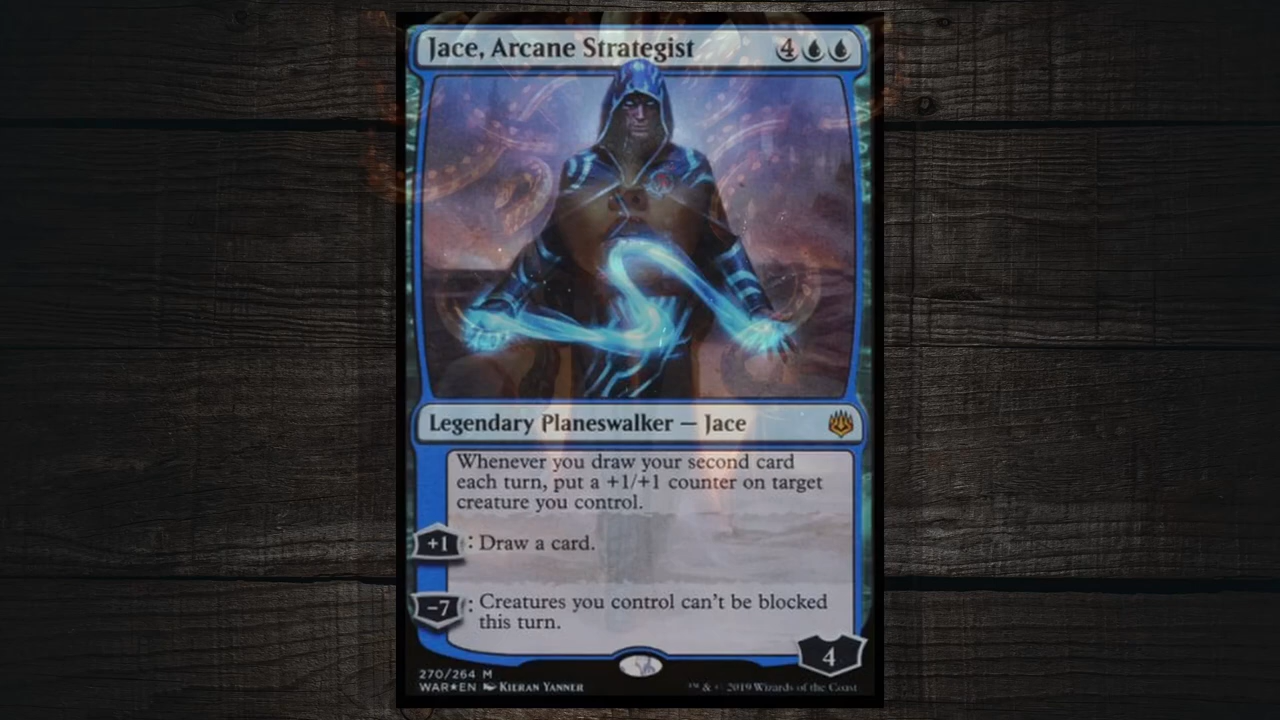 Jace, Arcane Strategist 4
Legendary Planeswalker — Jace
Whenever you draw your second card
each turn, put a +1/+1 counter on target
creature you control.
+1 : Draw a card.
−7 : Creatures you control can't be blocked
this turn.
4
270/264 M
WAR★EN KIERAN YANNER
™ & © 2019 Wizards of the Coast